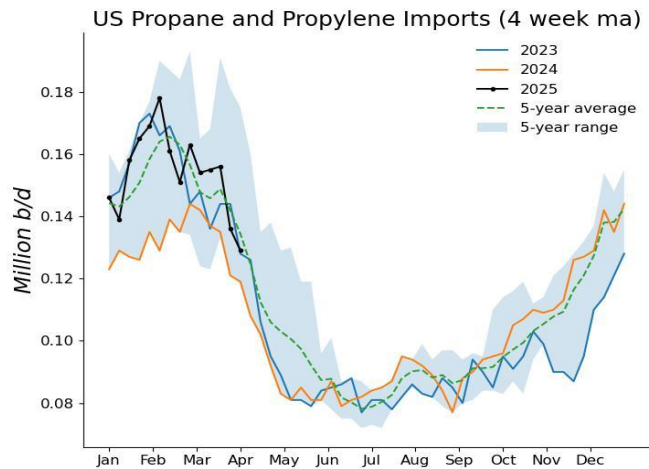 US Propane and Propylene Imports (4 week ma)
2023
2024
2025
5-year average
5-year range
Million b/d
0.18
0.16
0.14
0.12
0.10
0.08
Jan Feb Mar Apr May Jun Jul Aug Sep Oct Nov Dec